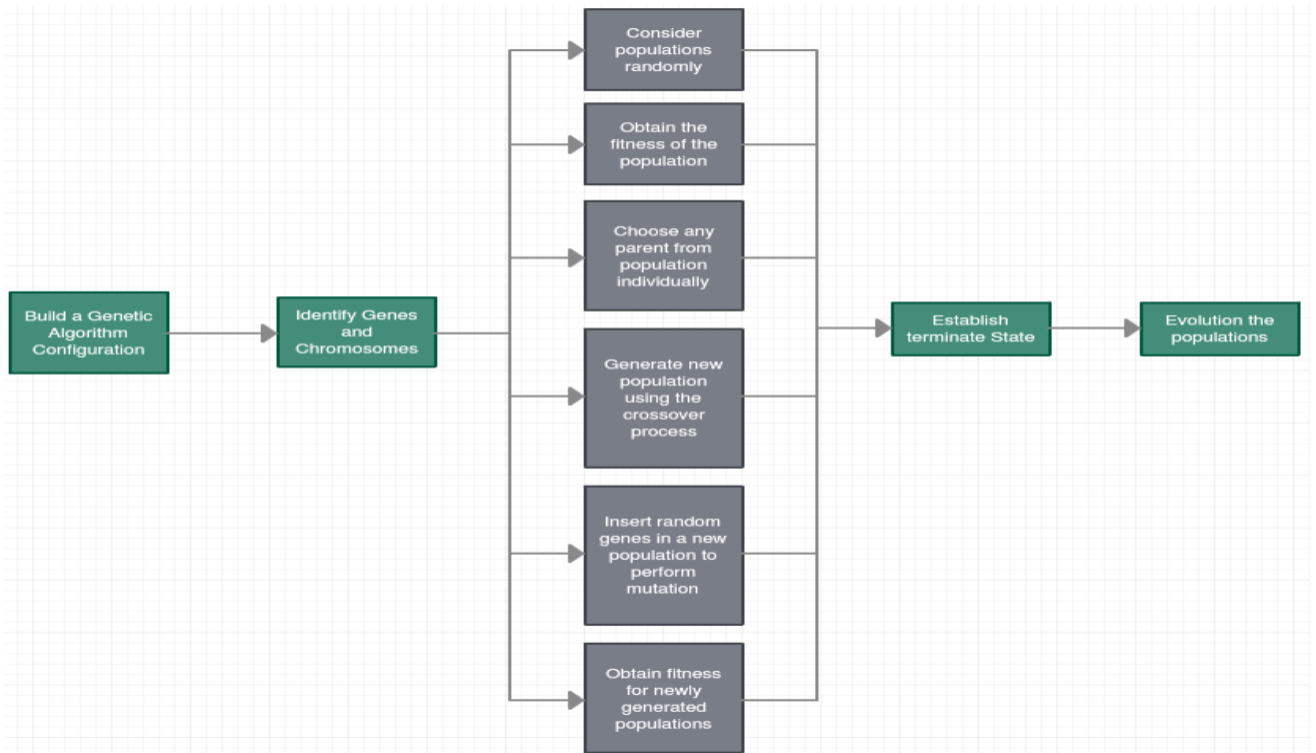 Build a Genetic
Algorithm
Configuration
Identify Genes
and
Chromosomes
Consider
populations
randomly
Obtain the
fitness of the
population
Choose any
parent from
population
individually
Generate new
population
using the
crossover
process
Insert random
genes in a new
population to
perform
mutation
Obtain fitness
for newly
generated
populations
Establish
terminate State
Evolution the
populations